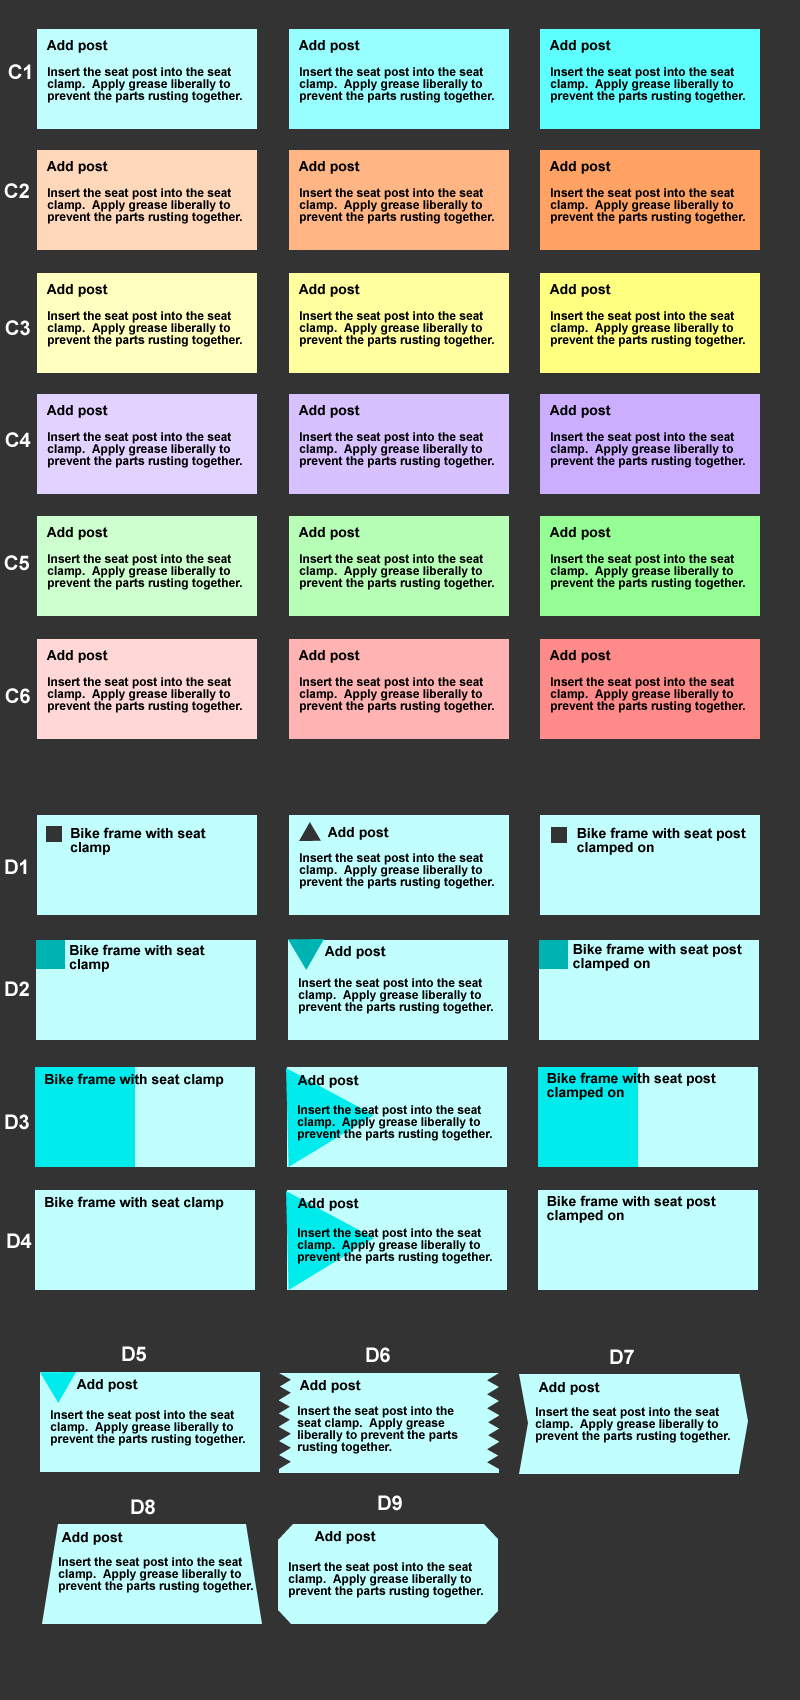 C1
Add post
Insert the seat post into the seat
clamp.  Apply grease liberally to
prevent the parts rusting together.
Add post
Insert the seat post into the seat
clamp.  Apply grease liberally to
prevent the parts rusting together.
Add post
Insert the seat post into the seat
clamp.  Apply grease liberally to
prevent the parts rusting together.
C2
Add post
Insert the seat post into the seat
clamp.  Apply grease liberally to
prevent the parts rusting together.
Add post
Insert the seat post into the seat
clamp.  Apply grease liberally to
prevent the parts rusting together.
Add post
Insert the seat post into the seat
clamp.  Apply grease liberally to
prevent the parts rusting together.
C3
Add post
Insert the seat post into the seat
clamp.  Apply grease liberally to
prevent the parts rusting together.
Add post
Insert the seat post into the seat
clamp.  Apply grease liberally to
prevent the parts rusting together.
Add post
Insert the seat post into the seat
clamp.  Apply grease liberally to
prevent the parts rusting together.
C4
Add post
Insert the seat post into the seat
clamp.  Apply grease liberally to
prevent the parts rusting together.
Add post
Insert the seat post into the seat
clamp.  Apply grease liberally to
prevent the parts rusting together.
Add post
Insert the seat post into the seat
clamp.  Apply grease liberally to
prevent the parts rusting together.
C5
Add post
Insert the seat post into the seat
clamp.  Apply grease liberally to
prevent the parts rusting together.
Add post
Insert the seat post into the seat
clamp.  Apply grease liberally to
prevent the parts rusting together.
Add post
Insert the seat post into the seat
clamp.  Apply grease liberally to
prevent the parts rusting together.
C6
Add post
Insert the seat post into the seat
clamp.  Apply grease liberally to
prevent the parts rusting together.
Add post
Insert the seat post into the seat
clamp.  Apply grease liberally to
prevent the parts rusting together.
Add post
Insert the seat post into the seat
clamp.  Apply grease liberally to
prevent the parts rusting together.
D1
Bike frame with seat
clamp
Add post
Insert the seat post into the seat
clamp.  Apply grease liberally to
prevent the parts rusting together.
Bike frame with seat post
clamped on
D2
Bike frame with seat
clamp
Add post
Insert the seat post into the seat
clamp.  Apply grease liberally to
prevent the parts rusting together.
Bike frame with seat post
clamped on
D3
Bike frame with seat clamp
Add post
Insert the seat post into the seat
clamp.  Apply grease liberally to
prevent the parts rusting together.
Bike frame with seat post
clamped on
D4
Bike frame with seat clamp
Add post
Insert the seat post into the seat
clamp.  Apply grease liberally to
prevent the parts rusting together.
Bike frame with seat post
clamped on
D5
Add post
Insert the seat post into the seat
clamp.  Apply grease liberally to
prevent the parts rusting together.
D6
Add post
Insert the seat post into the
seat clamp.  Apply grease
liberally to prevent the parts
rusting together.
D7
Add post
Insert the seat post into the seat
clamp.  Apply grease liberally to
prevent the parts rusting together.
D8
Add post
Insert the seat post into the seat
clamp.  Apply grease liberally to
prevent the parts rusting together.
D9
Add post
Insert the seat post into the seat
clamp.  Apply grease liberally to
prevent the parts rusting together.